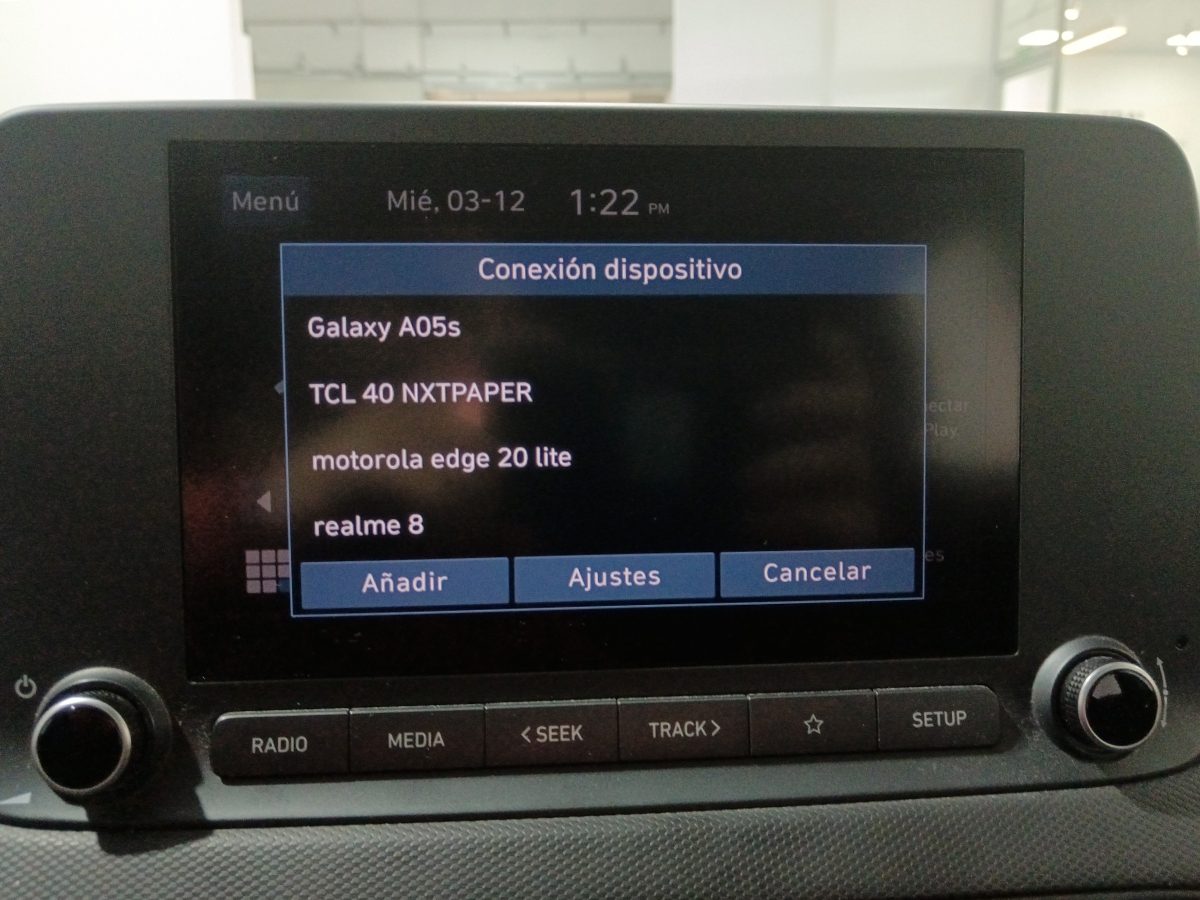 Menú Mié, 03-12 1:22 PM
Conexión dispositivo
Galaxy A05s
TCL 40 NXTPAPER
motorola edge 20 lite
realme 8
Añadir Ajustes Cancelar
RADIO MEDIA < SEEK TRACK > SETUP